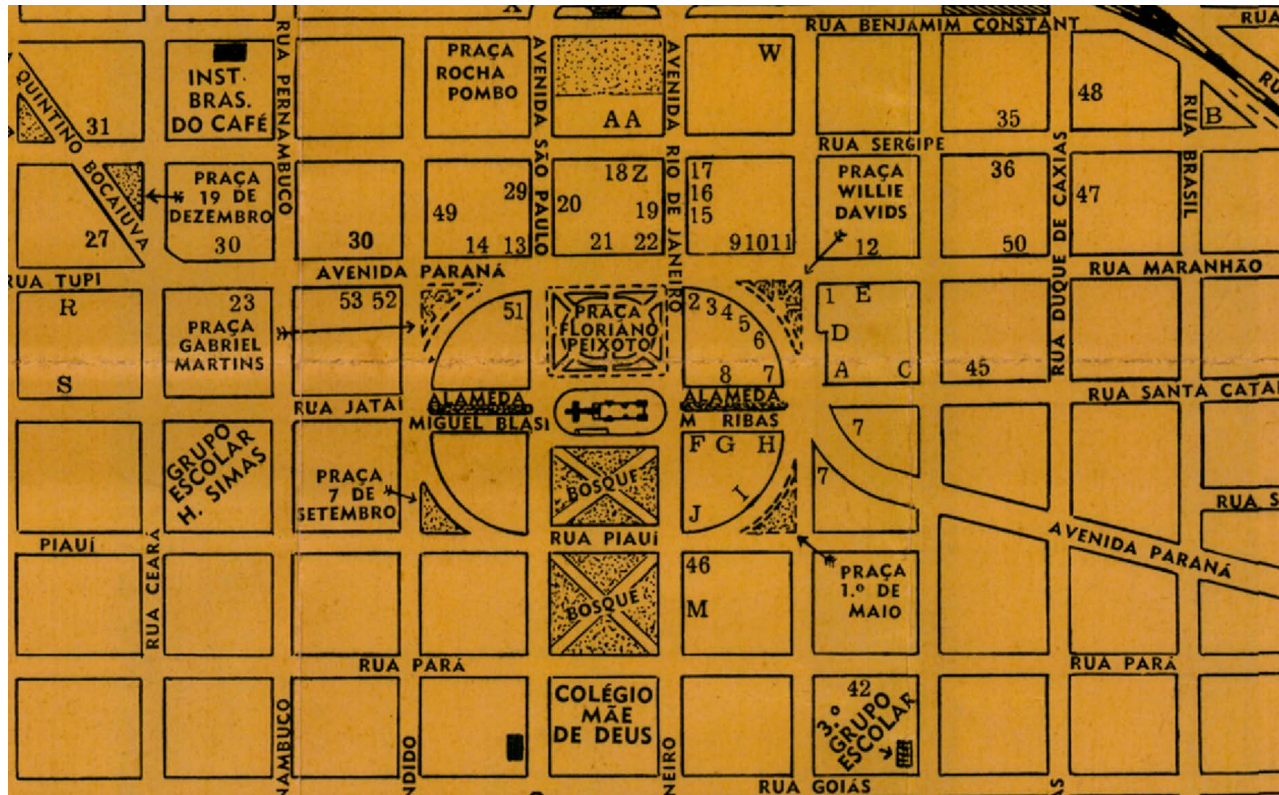 A
RUA BENJAMIM CONSTANT
RUA
RUA PERNAMBUCO
INST.
BRAS.
DO CAFÉ
PRAÇA
ROCHA
POMBO
AVENIDA SÃO PAULO
AVENIDA RIO DE JANEIRO
W
48
35
AA
B
RUA BRASIL
QUINTINO BOCAIUVA
31
RUA SERGIPE
PRAÇA
19 DE
DEZEMBRO
30
27
30
49
29
14 13
18 Z
20
19
21 22
17
16
15
9 10 11
PRAÇA
WILLIE
DAVIDS
12
36
50
RUA DUQUE DE CAXIAS
47
RUA TUPI
AVENIDA PARANÁ
RUA MARANHÃO
R
S
23
PRAÇA
GABRIEL
MARTINS
53 52
51
PRAÇA
FLORIANO
PEIXOTO
2 3 4
5
6
8 7
1 E
D
A C
45
RUA JATAÍ
ALAMEDA
MIGUEL BLASI
ALAMEDA
M RIBAS
RUA SANTA CATA
GRUPO
ESCOLAR
H. SIMAS
PRAÇA
7 DE
SETEMBRO
BOSQUE
F G H
I
J
7
7
RUA S
PIAUÍ
RUA CEARÁ
RUA PIAUÍ
AVENIDA PARANÁ
BOSQUE
46
M
PRAÇA
1.º DE
MAIO
RUA PARÁ
RUA PARÁ
COLÉGIO
MÃE
DE DEUS
42
3.º
GRUPO
ESCOLAR
NAMBUCO
NDIDO
NEIRO
RUA GOIÁS
AS